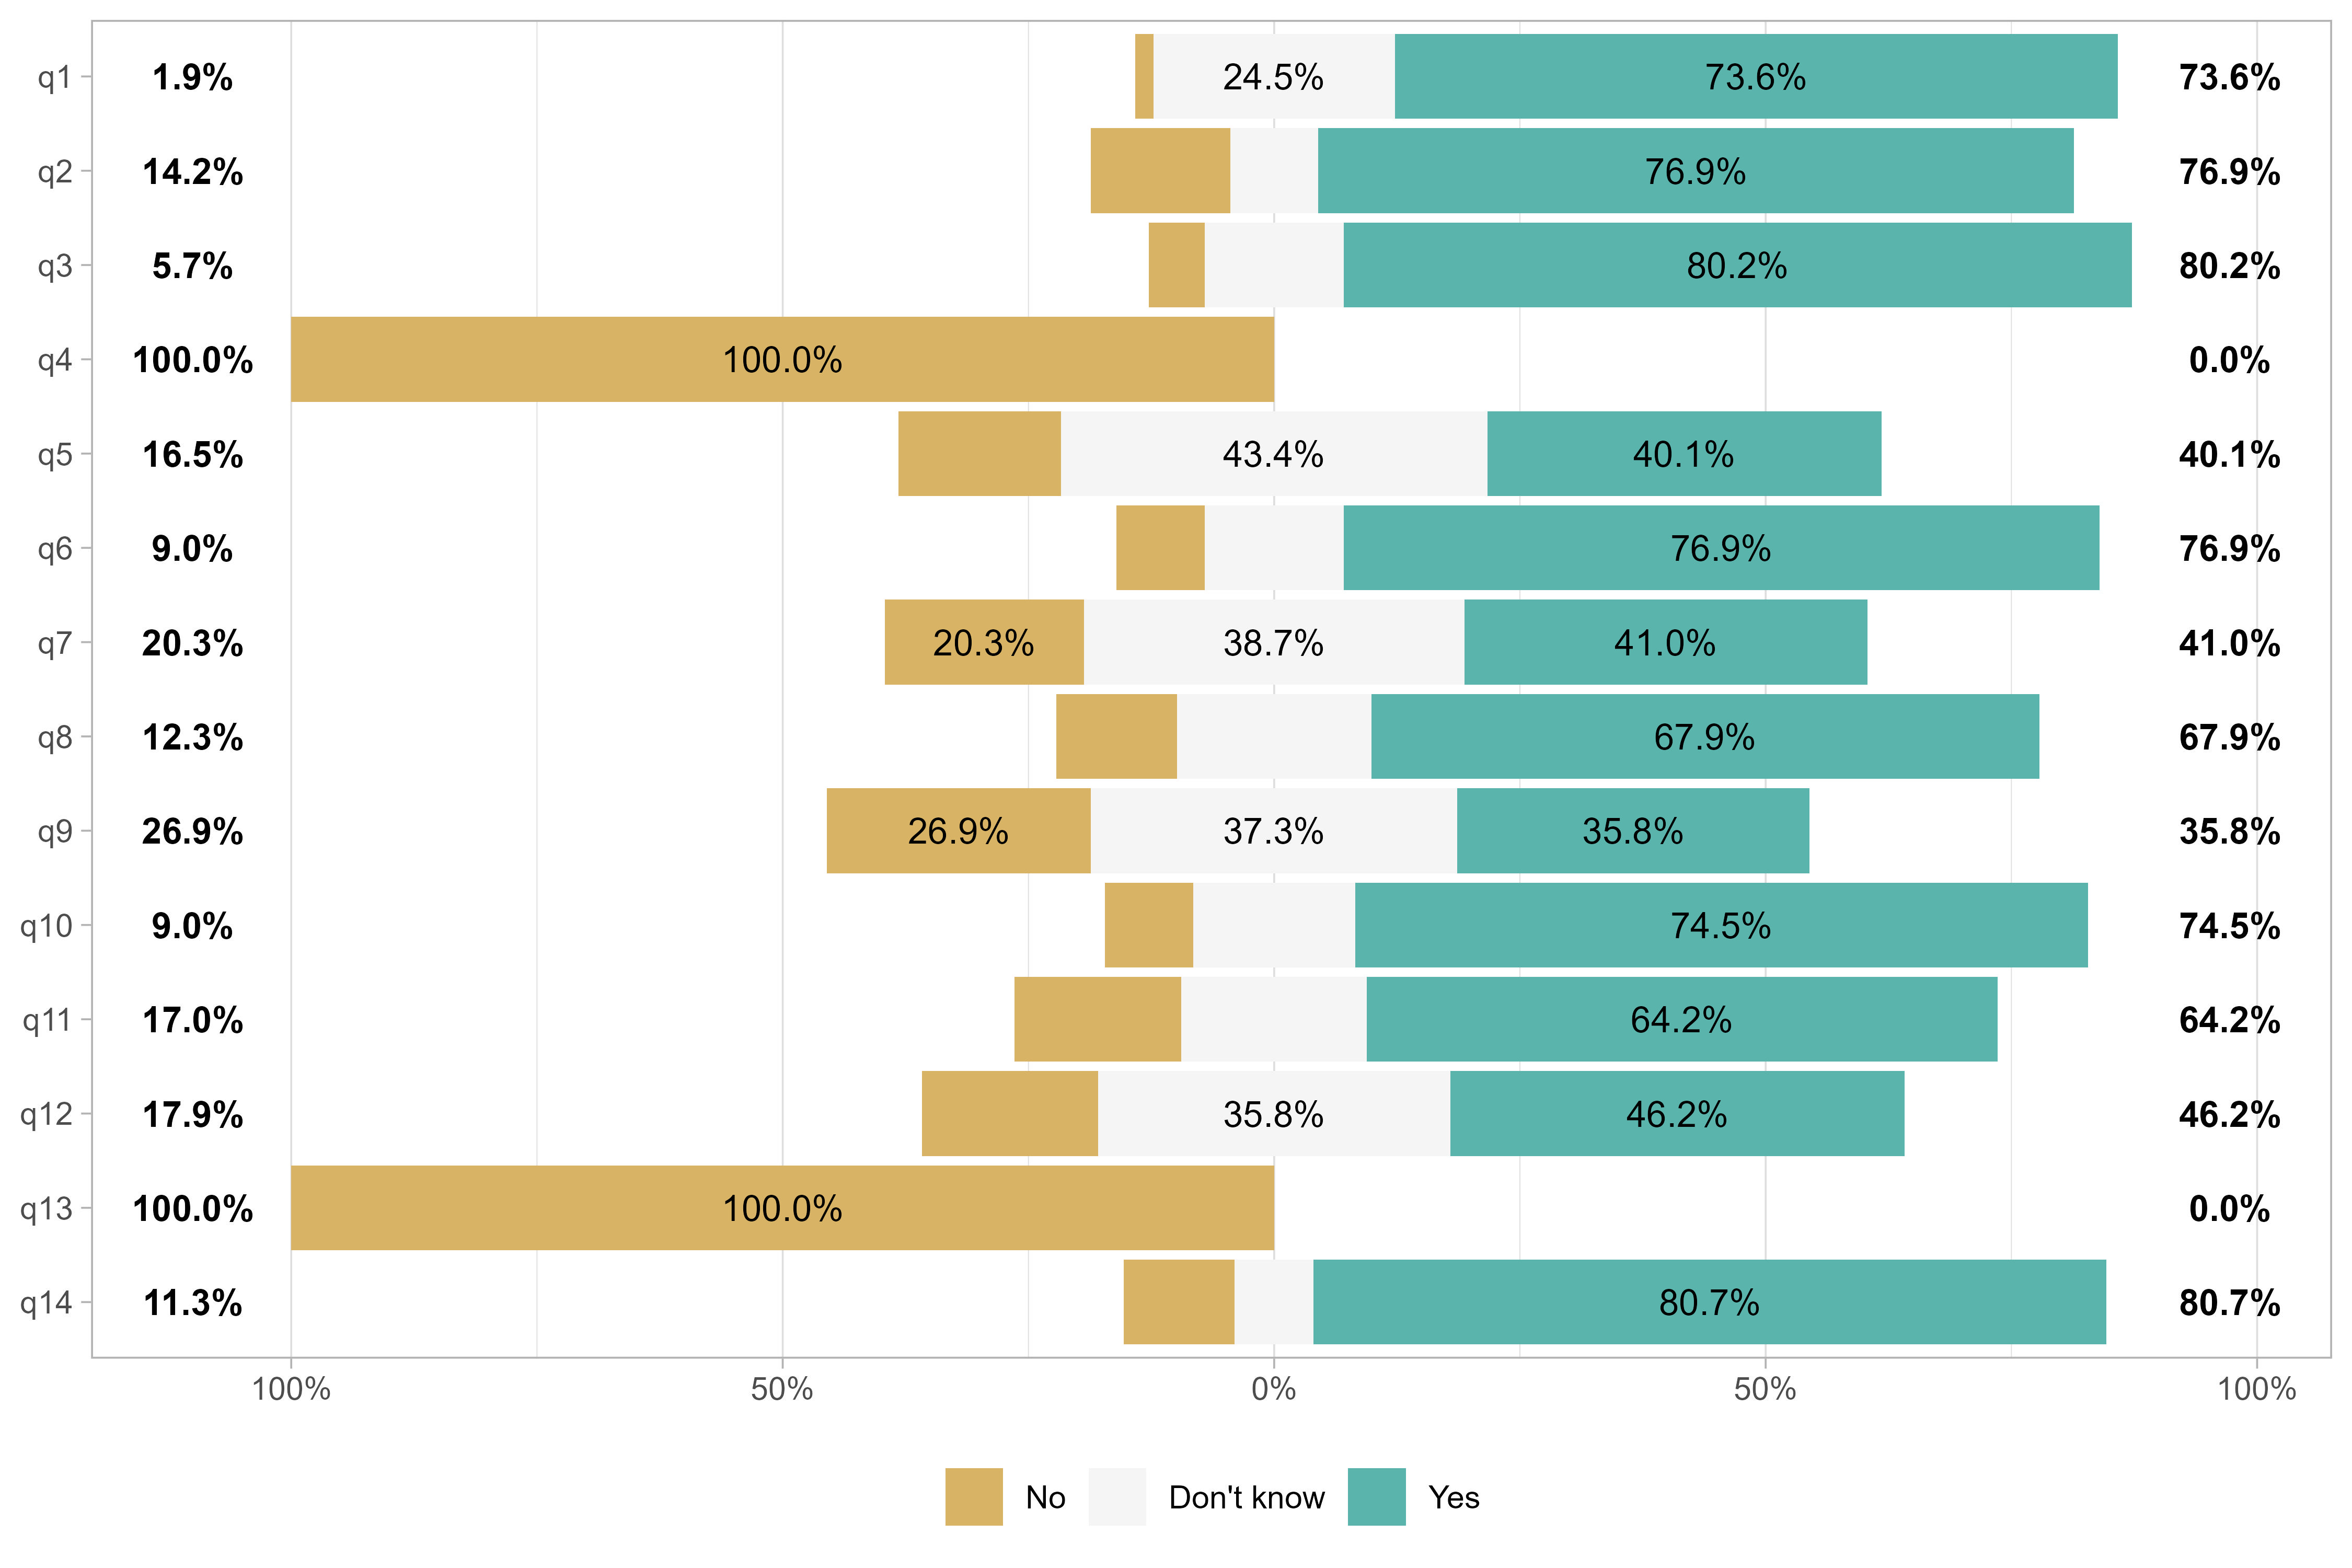 q1 1.9% 24.5% 73.6% 73.6%
q2 14.2% 76.9% 76.9%
q3 5.7% 80.2% 80.2%
q4 100.0% 100.0% 0.0%
q5 16.5% 43.4% 40.1% 40.1%
q6 9.0% 76.9% 76.9%
q7 20.3% 20.3% 38.7% 41.0% 41.0%
q8 12.3% 67.9% 67.9%
q9 26.9% 26.9% 37.3% 35.8% 35.8%
q10 9.0% 74.5% 74.5%
q11 17.0% 64.2% 64.2%
q12 17.9% 35.8% 46.2% 46.2%
q13 100.0% 100.0% 0.0%
q14 11.3% 80.7% 80.7%
100% 50% 0% 50% 100%
No Don't know Yes